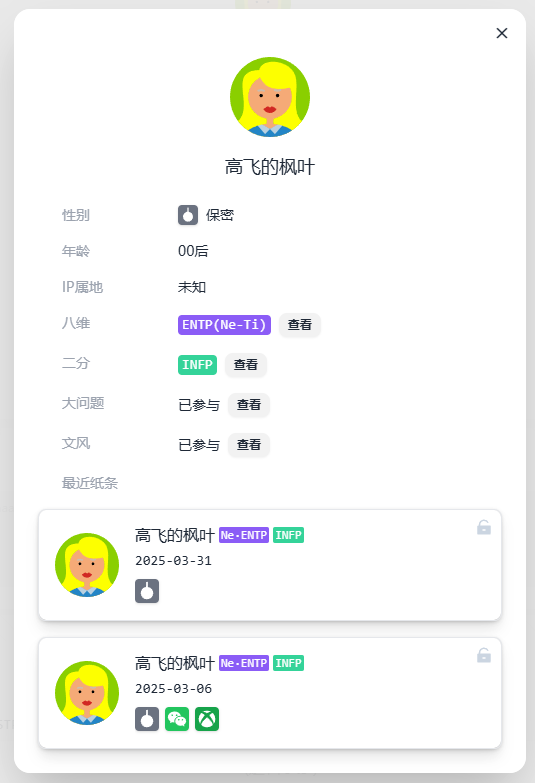 高飞的枫叶
性别 保密
年龄 00后
IP属地 未知
八维 ENTP(Ne-Ti) 查看
二分 INFP 查看
大问题 已参与 查看
文风 已参与 查看
最近纸条
高飞的枫叶 Ne·ENTP INFP
2025-03-31
高飞的枫叶 Ne·ENTP INFP
2025-03-06